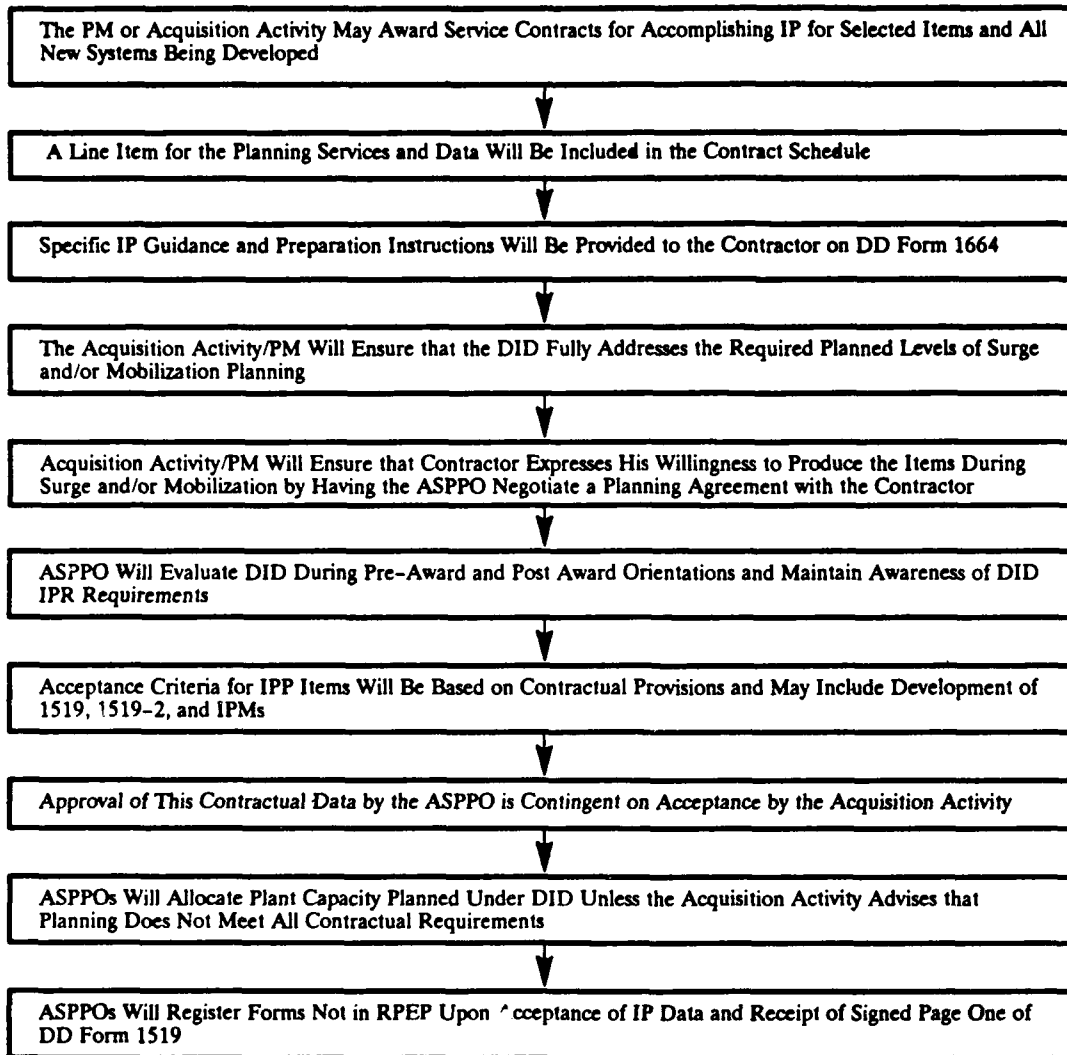 The PM or Acquisition Activity May Award Service Contracts for Accomplishing IP for Selected Items and All
New Systems Being Developed
A Line Item for the Planning Services and Data Will Be Included in the Contract Schedule
Specific IP Guidance and Preparation Instructions Will Be Provided to the Contractor on DD Form 1664
The Acquisition Activity/PM Will Ensure that the DID Fully Addresses the Required Planned Levels of Surge
and/or Mobilization Planning
Acquisition Activity/PM Will Ensure that Contractor Expresses His Willingness to Produce the Items During
Surge and/or Mobilization by Having the ASPPO Negotiate a Planning Agreement with the Contractor
ASPPO Will Evaluate DID During Pre-Award and Post Award Orientations and Maintain Awareness of DID
IPR Requirements
Acceptance Criteria for IPP Items Will Be Based on Contractual Provisions and May Include Development of
1519, 1519-2, and IPMs
Approval of This Contractual Data by the ASPPO is Contingent on Acceptance by the Acquisition Activity
ASPPOs Will Allocate Plant Capacity Planned Under DID Unless the Acquisition Activity Advises that
Planning Does Not Meet All Contractual Requirements
ASPPOs Will Register Forms Not in RPEP Upon Acceptance of IP Data and Receipt of Signed Page One of
DD Form 1519